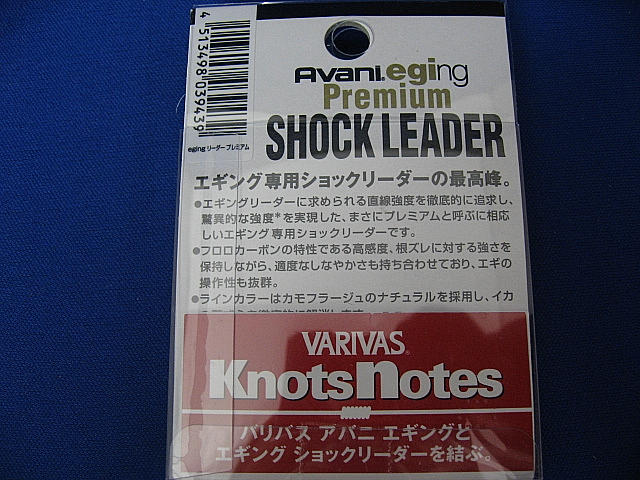 4 513498 039439
eging リーダー プレミアム
Avani.eging
Premium
SHOCK LEADER
エギング専用ショックリーダーの最高峰。
●エギングリーダーに求められる直線強度を徹底的に追求し、
驚異的な強度*を実現した、まさにプレミアムと呼ぶに相応
しいエギング専用ショックリーダーです。
●フロロカーボンの特性である高感度、根ズレに対する強さを
保持しながら、適度なしなやかさも持ち合わせており、エギの
操作性も抜群。
●ラインカラーはカモフラージュのナチュラルを採用し、イカ
VARIVAS®
KnotsNotes
バリバス アバニ エギングと
エギング ショックリーダーを結ぶ。